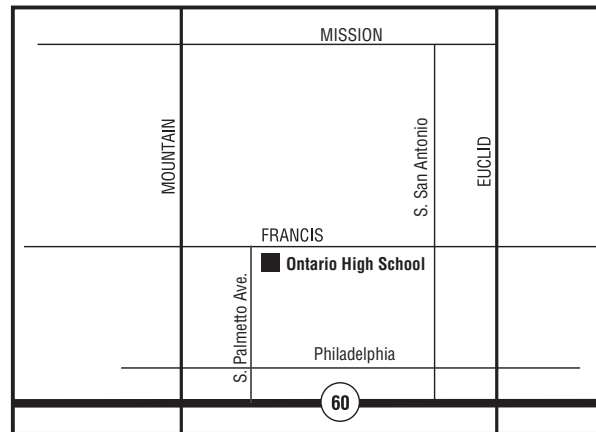 MISSION
MOUNTAIN
S. San Antonio
EUCLID
FRANCIS
Ontario High School
S. Palmetto Ave.
Philadelphia
60